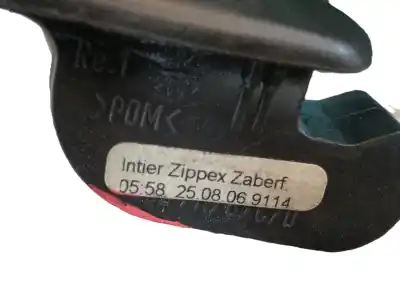 >POM<
Intier Zippex Zaberf.
05:58 25.08.06 9114